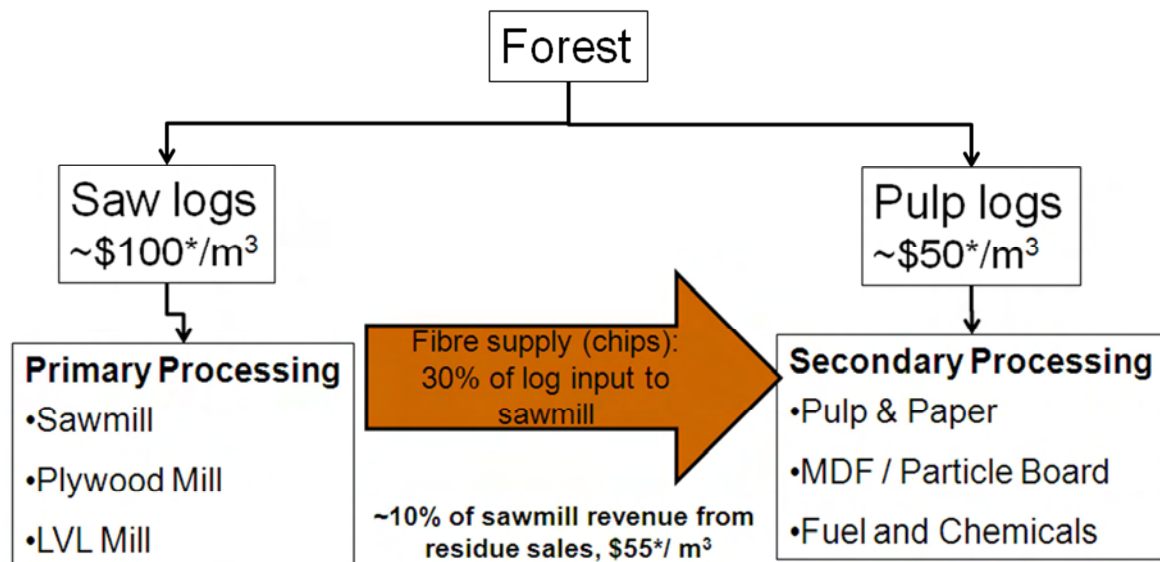 Forest
Saw logs
~$100*/m³
Pulp logs
~$50*/m³
Primary Processing
•Sawmill
•Plywood Mill
•LVL Mill
Fibre supply (chips):
30% of log input to
sawmill
~10% of sawmill revenue from
residue sales, $55*/ m³
Secondary Processing
•Pulp & Paper
•MDF / Particle Board
•Fuel and Chemicals